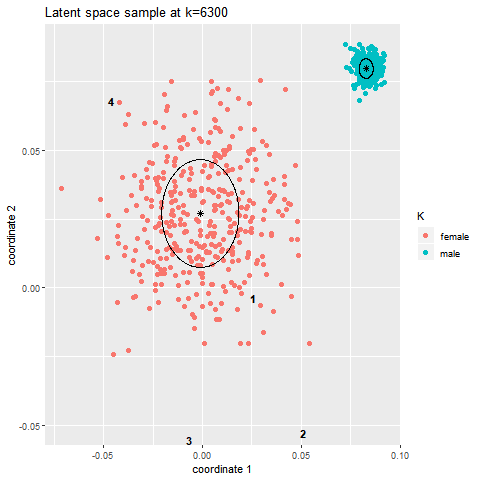 Latent space sample at k=6300
4
0.05
coordinate 2
0.00
1
-0.05
2
3
-0.05
0.00
0.05
0.10
coordinate 1
K
female
male